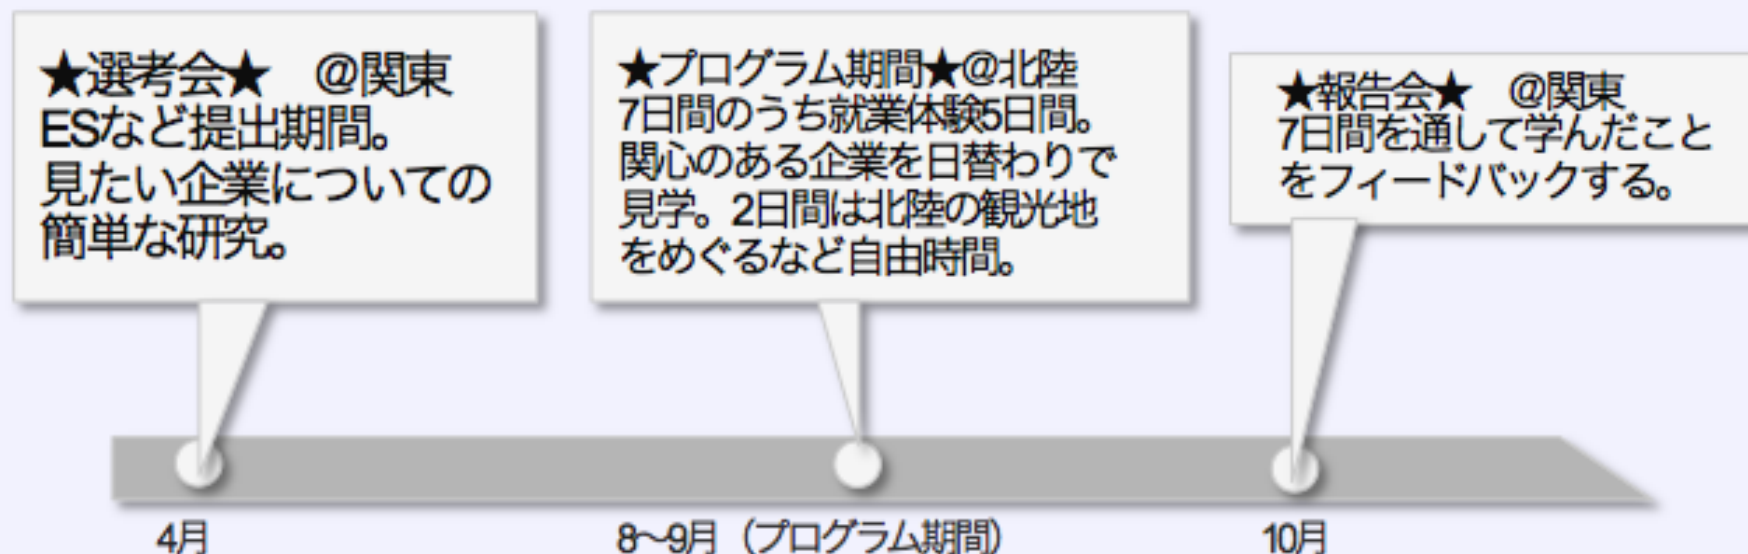 ★選考会★　@関東
ESなど提出期間。
見たい企業についての
簡単な研究。
★プログラム期間★@北陸
7日間のうち就業体験5日間。
関心のある企業を日替わりで
見学。2日間は北陸の観光地
をめぐるなど自由時間。
★報告会★　@関東
7日間を通して学んだこと
をフィードバックする。
4月
8〜9月（プログラム期間）
10月